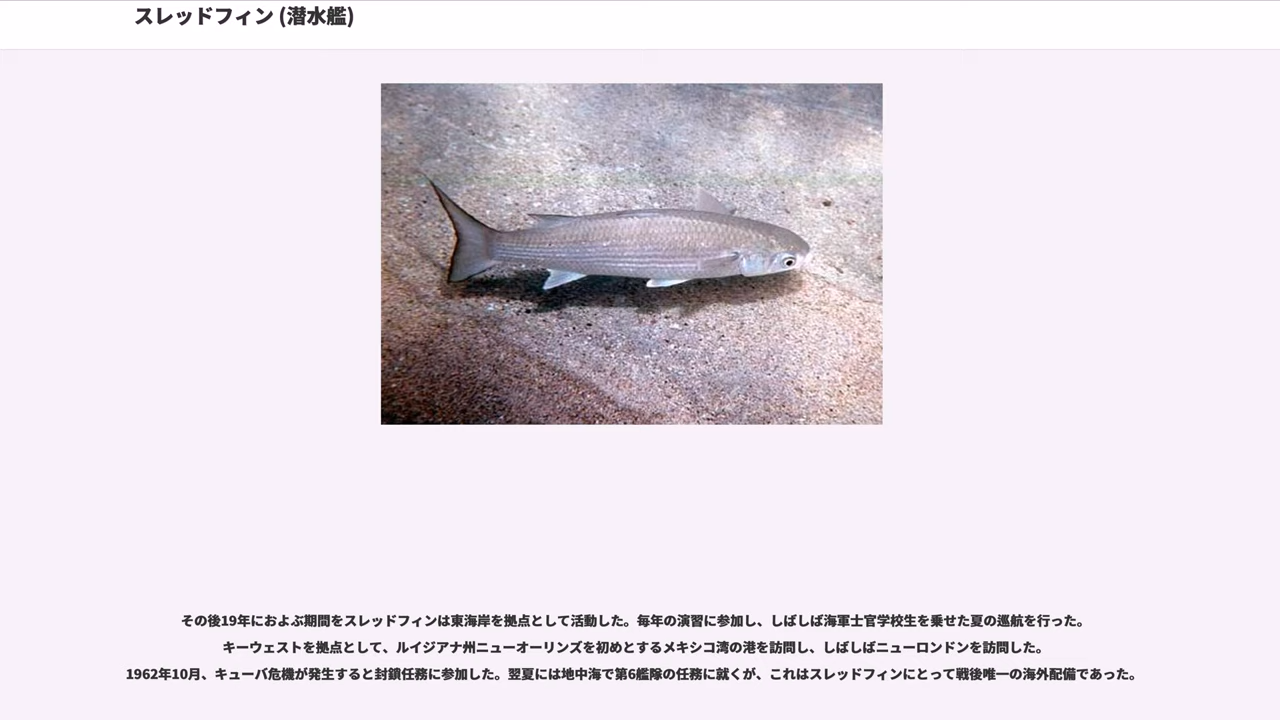 スレッドフィン (潜水艦)
その後19年におよぶ期間をスレッドフィンは東海岸を拠点として活動した。毎年の演習に参加し、しばしば海軍士官学校生を乗せた夏の巡航を行った。
キーウェストを拠点として、ルイジアナ州ニューオーリンズを初めとするメキシコ湾の港を訪問し、しばしばニューロンドンを訪問した。
1962年10月、キューバ危機が発生すると封鎖任務に参加した。翌夏には地中海で第6艦隊の任務に就くが、これはスレッドフィンにとって戦後唯一の海外配備であった。